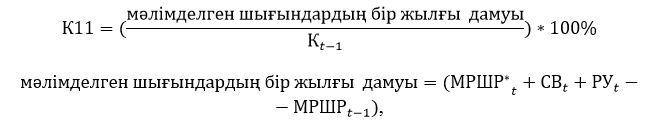 К11 = (мәлімделген шығындардың бір жылғы дамуы / К_{t−1}) ∗ 100%
мәлімделген шығындардың бір жылғы дамуы = (МРШР*_t + СВ_t + РУ_t −
− МРШР_{t−1}),